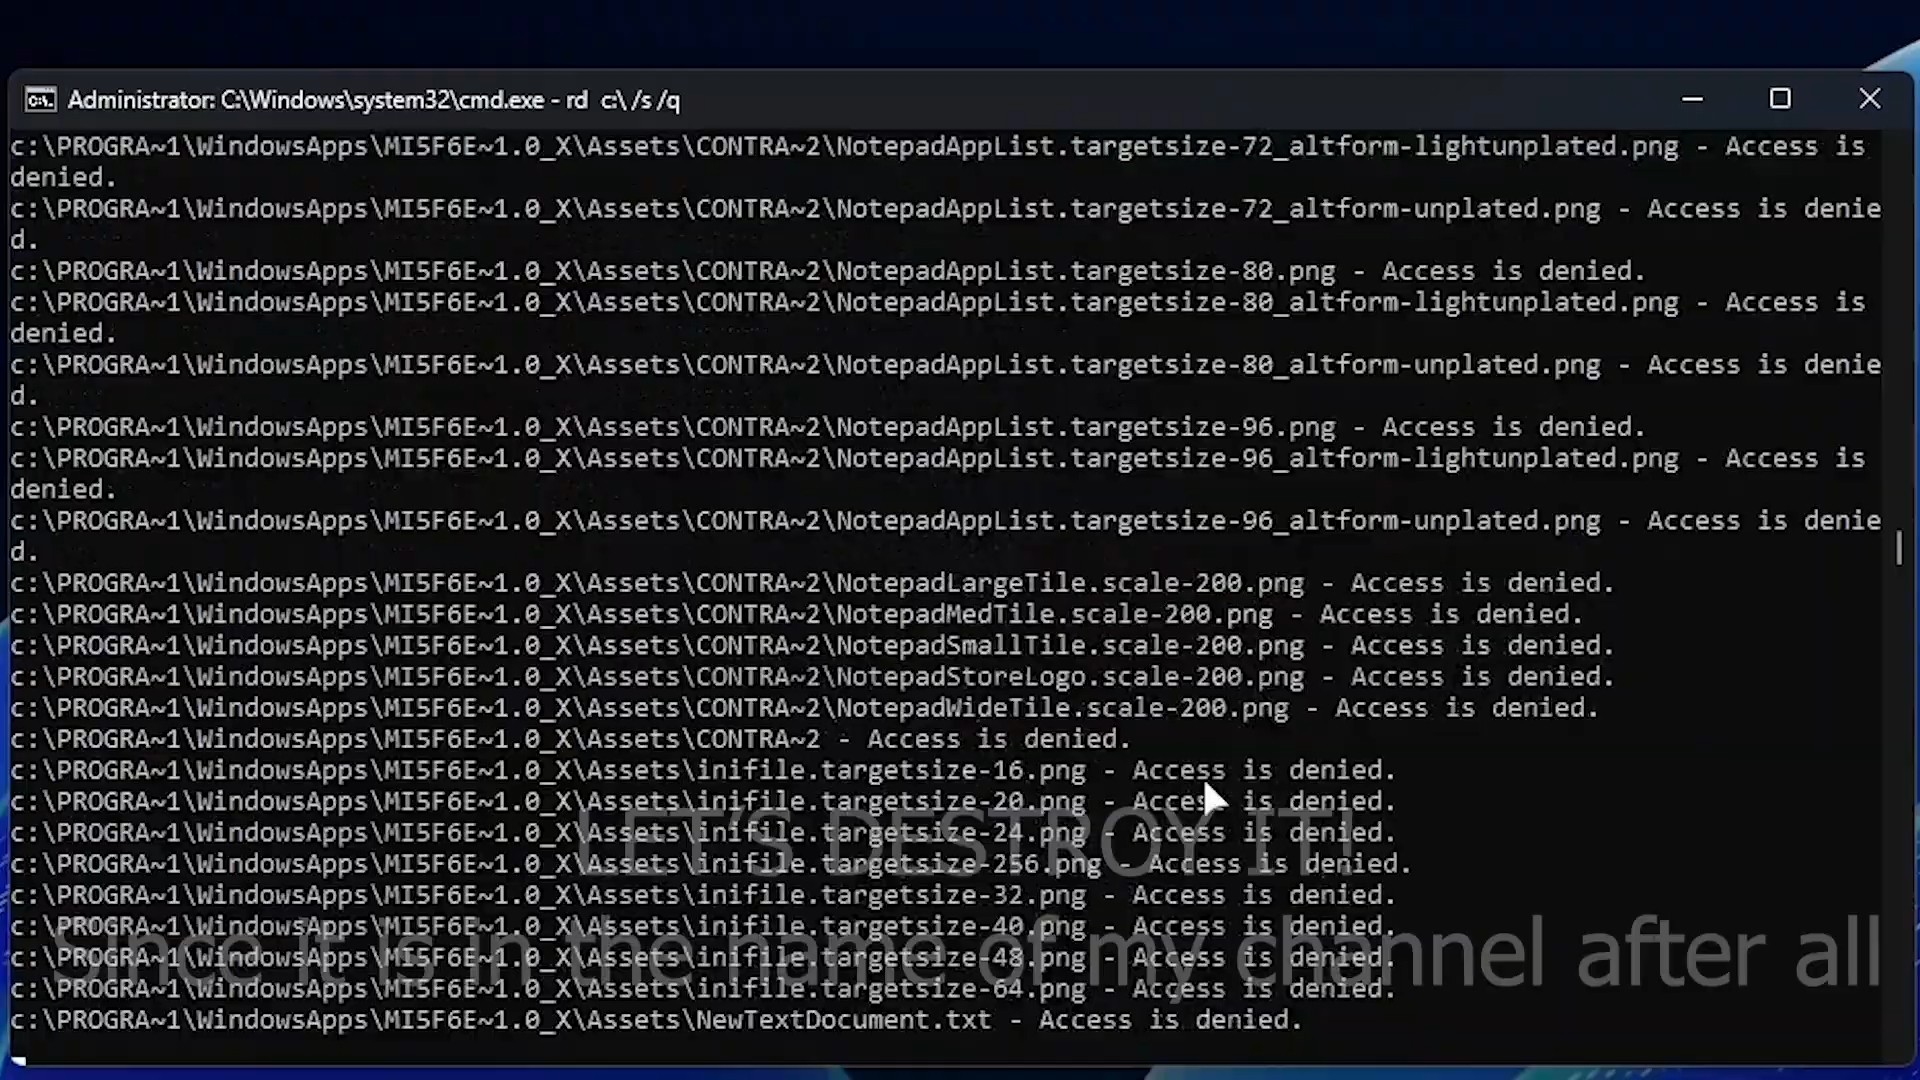 Administrator: C:\Windows\system32\cmd.exe - rd  c:\ /s /q
c:\PROGRA~1\WindowsApps\MI5F6E~1.0_X\Assets\CONTRA~2\NotepadAppList.targetsize-72_altform-lightunplated.png - Access is
denied.
c:\PROGRA~1\WindowsApps\MI5F6E~1.0_X\Assets\CONTRA~2\NotepadAppList.targetsize-72_altform-unplated.png - Access is denie
d.
c:\PROGRA~1\WindowsApps\MI5F6E~1.0_X\Assets\CONTRA~2\NotepadAppList.targetsize-80.png - Access is denied.
c:\PROGRA~1\WindowsApps\MI5F6E~1.0_X\Assets\CONTRA~2\NotepadAppList.targetsize-80_altform-lightunplated.png - Access is
denied.
c:\PROGRA~1\WindowsApps\MI5F6E~1.0_X\Assets\CONTRA~2\NotepadAppList.targetsize-80_altform-unplated.png - Access is denie
d.
c:\PROGRA~1\WindowsApps\MI5F6E~1.0_X\Assets\CONTRA~2\NotepadAppList.targetsize-96.png - Access is denied.
c:\PROGRA~1\WindowsApps\MI5F6E~1.0_X\Assets\CONTRA~2\NotepadAppList.targetsize-96_altform-lightunplated.png - Access is
denied.
c:\PROGRA~1\WindowsApps\MI5F6E~1.0_X\Assets\CONTRA~2\NotepadAppList.targetsize-96_altform-unplated.png - Access is denie
d.
c:\PROGRA~1\WindowsApps\MI5F6E~1.0_X\Assets\CONTRA~2\NotepadLargeTile.scale-200.png - Access is denied.
c:\PROGRA~1\WindowsApps\MI5F6E~1.0_X\Assets\CONTRA~2\NotepadMedTile.scale-200.png - Access is denied.
c:\PROGRA~1\WindowsApps\MI5F6E~1.0_X\Assets\CONTRA~2\NotepadSmallTile.scale-200.png - Access is denied.
c:\PROGRA~1\WindowsApps\MI5F6E~1.0_X\Assets\CONTRA~2\NotepadStoreLogo.scale-200.png - Access is denied.
c:\PROGRA~1\WindowsApps\MI5F6E~1.0_X\Assets\CONTRA~2\NotepadWideTile.scale-200.png - Access is denied.
c:\PROGRA~1\WindowsApps\MI5F6E~1.0_X\Assets\CONTRA~2 - Access is denied.
c:\PROGRA~1\WindowsApps\MI5F6E~1.0_X\Assets\inifile.targetsize-16.png - Access is denied.
c:\PROGRA~1\WindowsApps\MI5F6E~1.0_X\Assets\inifile.targetsize-20.png - Access is denied.
c:\PROGRA~1\WindowsApps\MI5F6E~1.0_X\Assets\inifile.targetsize-24.png - Access is denied.
c:\PROGRA~1\WindowsApps\MI5F6E~1.0_X\Assets\inifile.targetsize-256.png - Access is denied.
c:\PROGRA~1\WindowsApps\MI5F6E~1.0_X\Assets\inifile.targetsize-32.png - Access is denied.
c:\PROGRA~1\WindowsApps\MI5F6E~1.0_X\Assets\inifile.targetsize-40.png - Access is denied.
c:\PROGRA~1\WindowsApps\MI5F6E~1.0_X\Assets\inifile.targetsize-48.png - Access is denied.
c:\PROGRA~1\WindowsApps\MI5F6E~1.0_X\Assets\inifile.targetsize-64.png - Access is denied.
c:\PROGRA~1\WindowsApps\MI5F6E~1.0_X\Assets\NewTextDocument.txt - Access is denied.
LET'S DESTROY IT!
Since it is in the name of my channel after all